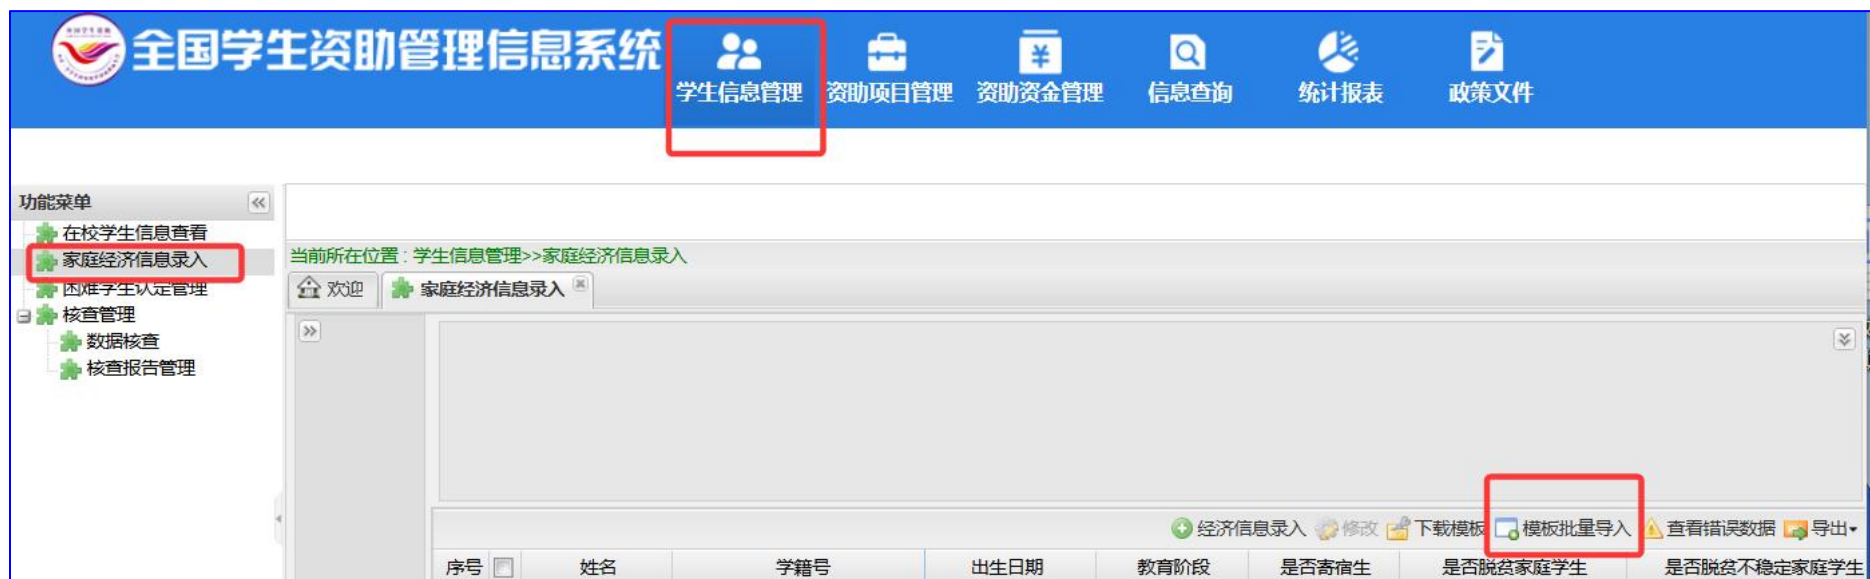 全国学生资助管理信息系统
学生信息管理 资助项目管理 资助资金管理 信息查询 统计报表 政策文件
功能菜单
在校学生信息查看
家庭经济信息录入
困难学生认定管理
核查管理
数据核查
核查报告管理
当前所在位置 : 学生信息管理>>家庭经济信息录入
欢迎 家庭经济信息录入
经济信息录入 修改 下载模板 模板批量导入 查看错误数据 导出
序号 姓名 学籍号 出生日期 教育阶段 是否寄宿生 是否脱贫家庭学生 是否脱贫不稳定家庭学生